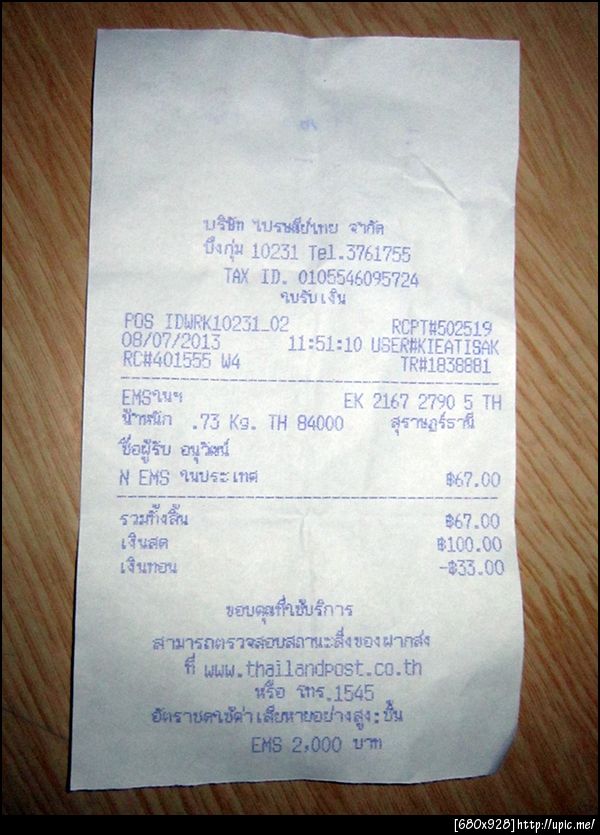 บริษัท ไปรษณีย์ไทย จำกัด
บึงกุ่ม 10231 Tel.3761755
TAX ID. 0105546095724
ใบรับเงิน
POS IDWRK10231_02 RCPT#502519
08/07/2013 11:51:10 USER#KIEATISAK
RC#401555 W4 TR#1838881
EMSในฯ EK 2167 2790 5 TH
น้ำหนัก .73 Kg. TH 84000 สุราษฎร์ธานี
ชื่อผู้รับ อนุวัฒน์
N EMS ในประเทศ ฿67.00
รวมทั้งสิ้น ฿67.00
เงินสด ฿100.00
เงินทอน -฿33.00
ขอบคุณที่ใช้บริการ
สามารถตรวจสอบสถานะสิ่งของฝากส่ง
ที่ www.thailandpost.co.th
หรือ โทร.1545
อัตราชดใช้ค่าเสียหายอย่างสูง:ชิ้น
EMS 2,000 บาท
[680x928]http://upic.me/